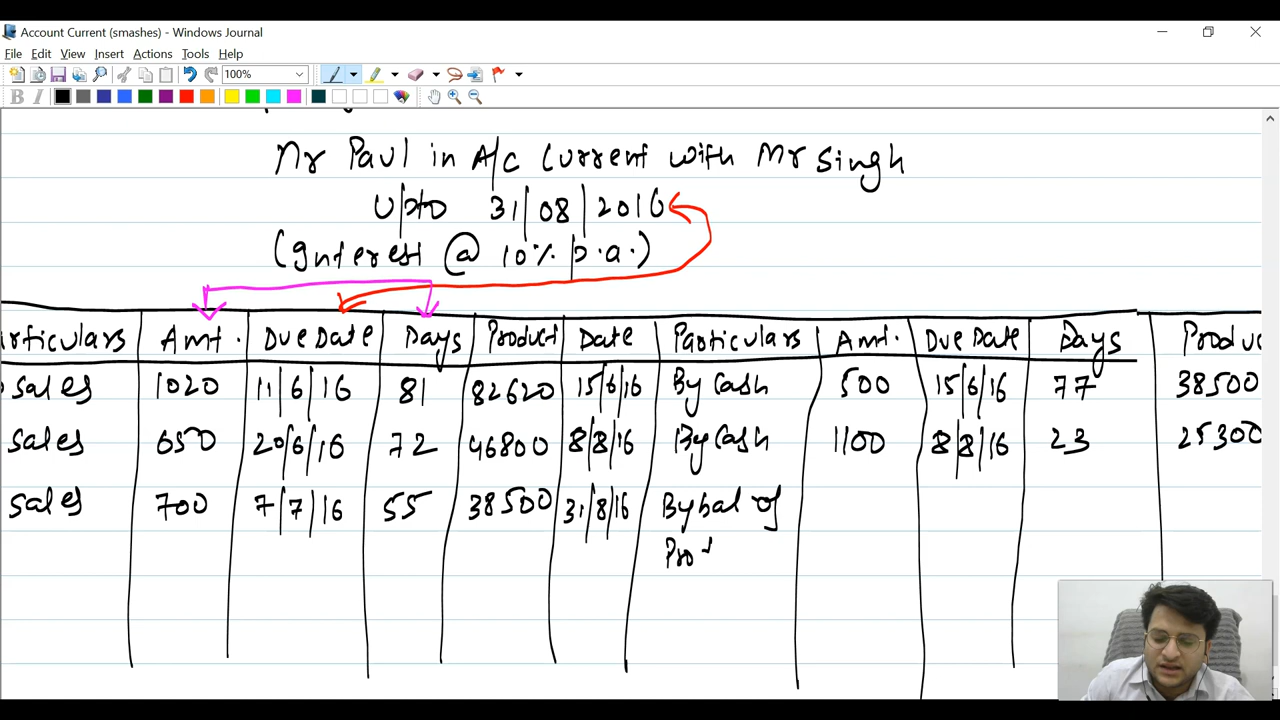 Account Current (smashes) - Windows Journal
File Edit View Insert Actions Tools Help
100%
B I
Mr Paul in A/c Current with Mr Singh
Upto 31/08/2016
(Interest @ 10% p.a.)
articulars Amt. Due Date Days Product Date Particulars Amt. Due Date Days Produc
sales 1020 11/6/16 81 82620 15/6/16 By Cash 500 15/6/16 77 38500
sales 650 20/6/16 72 46800 8/8/16 By Cash 1100 8/8/16 23 25300
sales 700 7/7/16 55 38500 31/8/16 By bal of
Pro